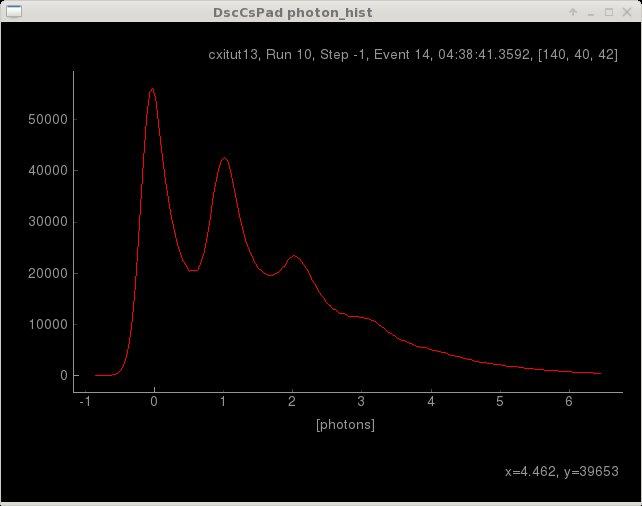 DscCsPad photon_hist
cxitut13, Run 10, Step -1, Event 14, 04:38:41.3592, [140, 40, 42]
50000
40000
30000
20000
10000
0
-1 0 1 2 3 4 5 6
[photons]
x=4.462, y=39653